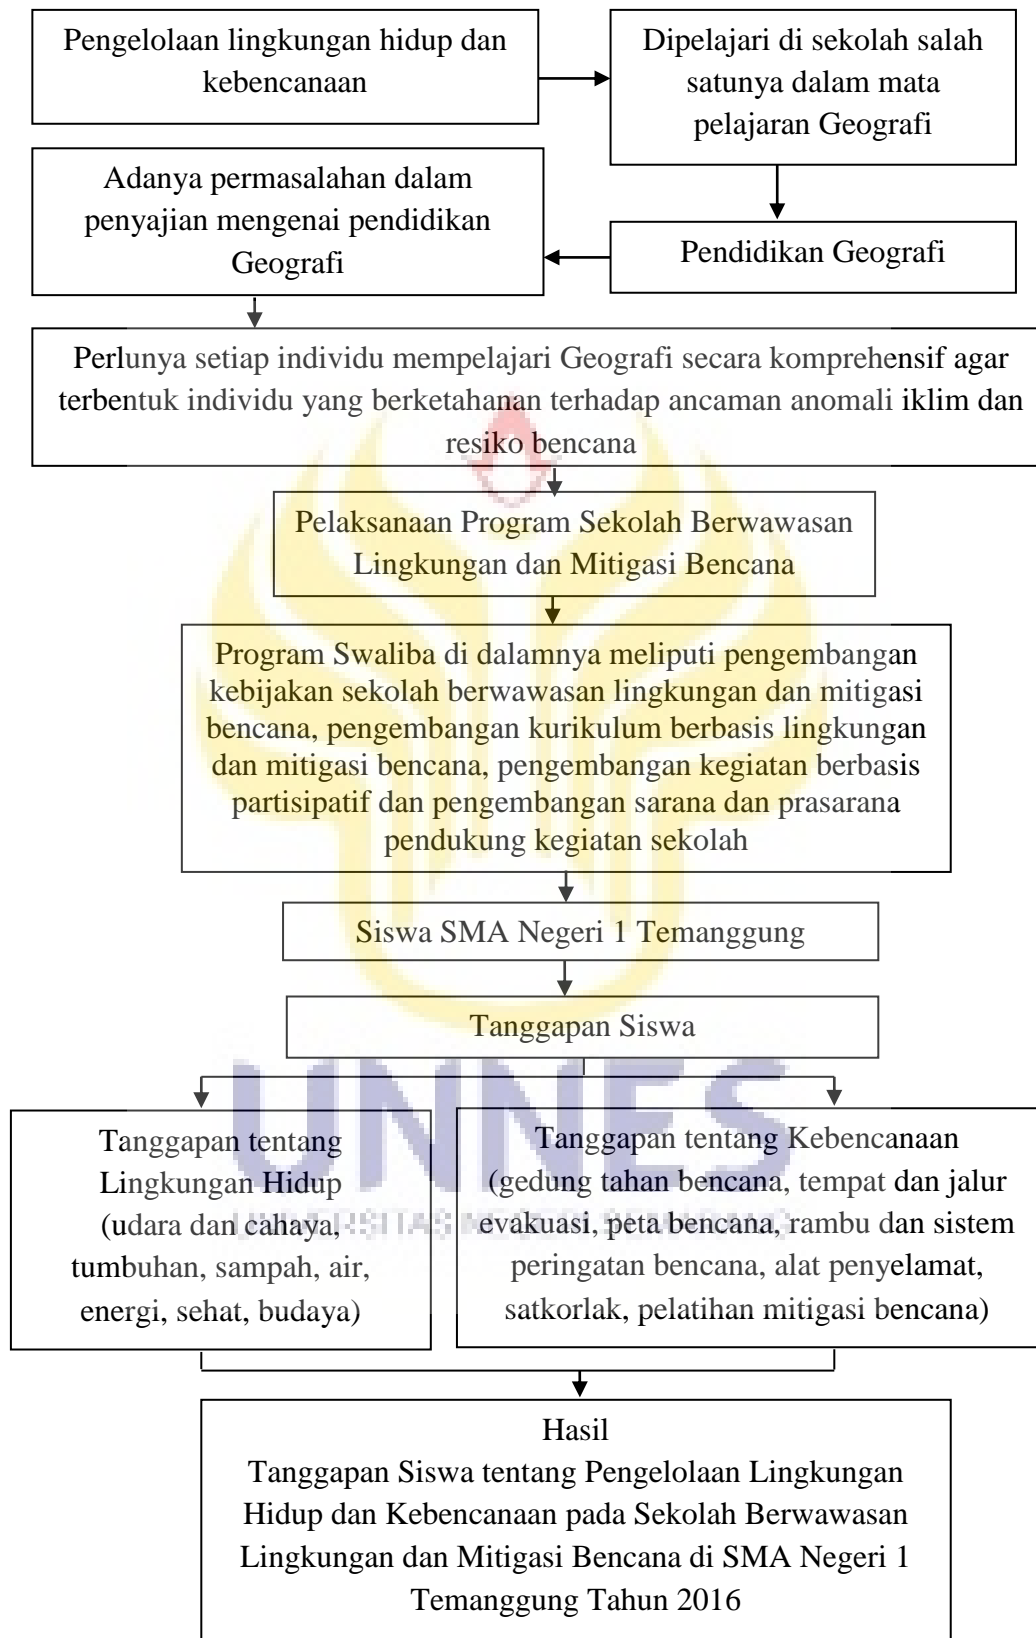 Pengelolaan lingkungan hidup dan
kebencanaan
Dipelajari di sekolah salah
satunya dalam mata
pelajaran Geografi
Pendidikan Geografi
Adanya permasalahan dalam
penyajian mengenai pendidikan
Geografi
Perlunya setiap individu mempelajari Geografi secara komprehensif agar
terbentuk individu yang berketahanan terhadap ancaman anomali iklim dan
resiko bencana
Pelaksanaan Program Sekolah Berwawasan
Lingkungan dan Mitigasi Bencana
Program Swaliba di dalamnya meliputi pengembangan
kebijakan sekolah berwawasan lingkungan dan mitigasi
bencana, pengembangan kurikulum berbasis lingkungan
dan mitigasi bencana, pengembangan kegiatan berbasis
partisipatif dan pengembangan sarana dan prasarana
pendukung kegiatan sekolah
Siswa SMA Negeri 1 Temanggung
Tanggapan Siswa
UNNES
Tanggapan tentang
Lingkungan Hidup
(udara dan cahaya,
tumbuhan, sampah, air,
energi, sehat, budaya)
Tanggapan tentang Kebencanaan
(gedung tahan bencana, tempat dan jalur
evakuasi, peta bencana, rambu dan sistem
peringatan bencana, alat penyelamat,
satkorlak, pelatihan mitigasi bencana)
Hasil
Tanggapan Siswa tentang Pengelolaan Lingkungan
Hidup dan Kebencanaan pada Sekolah Berwawasan
Lingkungan dan Mitigasi Bencana di SMA Negeri 1
Temanggung Tahun 2016